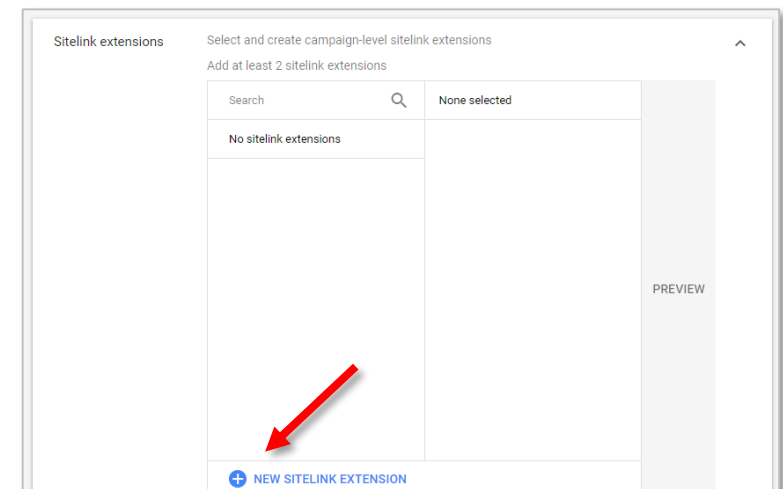 Sitelink extensions
Select and create campaign-level sitelink extensions
Add at least 2 sitelink extensions
Search
None selected
No sitelink extensions
PREVIEW
NEW SITELINK EXTENSION